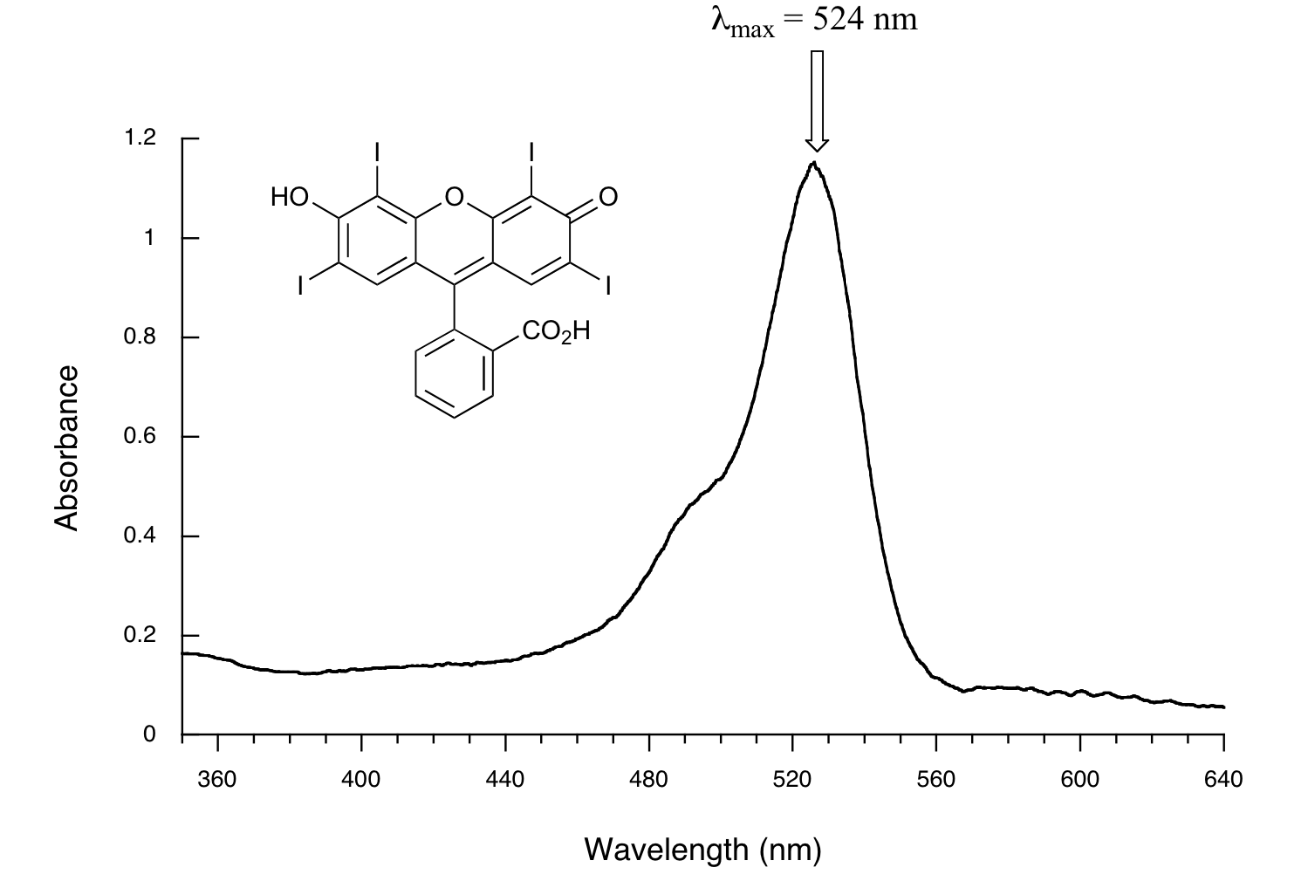 λmax = 524 nm
1.2
1
0.8
0.6
0.4
0.2
0
Absorbance
I
I
HO
O
O
I
I
CO2H
360 400 440 480 520 560 600 640
Wavelength (nm)